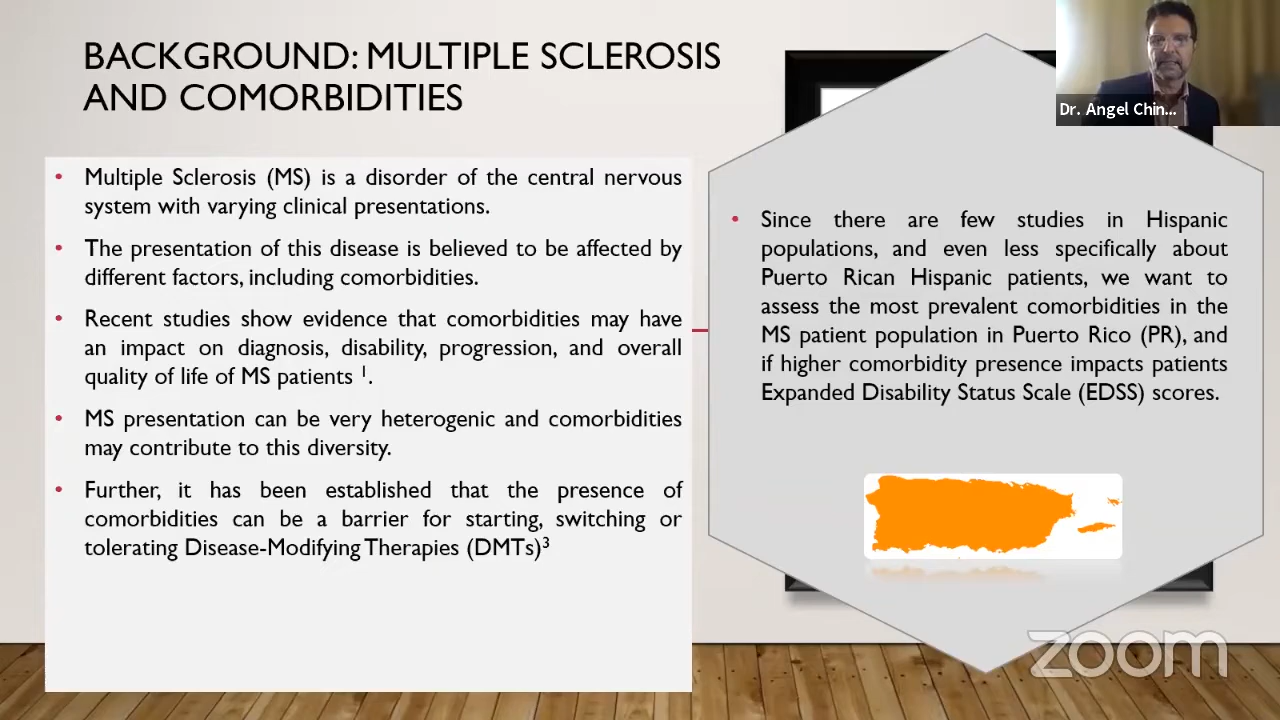 BACKGROUND: MULTIPLE SCLEROSIS
AND COMORBIDITIES
• Multiple Sclerosis (MS) is a disorder of the central nervous
system with varying clinical presentations.
• The presentation of this disease is believed to be affected by
different factors, including comorbidities.
• Recent studies show evidence that comorbidities may have
an impact on diagnosis, disability, progression, and overall
quality of life of MS patients ¹.
• MS presentation can be very heterogenic and comorbidities
may contribute to this diversity.
• Further, it has been established that the presence of
comorbidities can be a barrier for starting, switching or
tolerating Disease-Modifying Therapies (DMTs)³
• Since there are few studies in Hispanic
populations, and even less specifically about
Puerto Rican Hispanic patients, we want to
assess the most prevalent comorbidities in the
MS patient population in Puerto Rico (PR), and
if higher comorbidity presence impacts patients
Expanded Disability Status Scale (EDSS) scores.
Dr. Angel Chin...
zoom